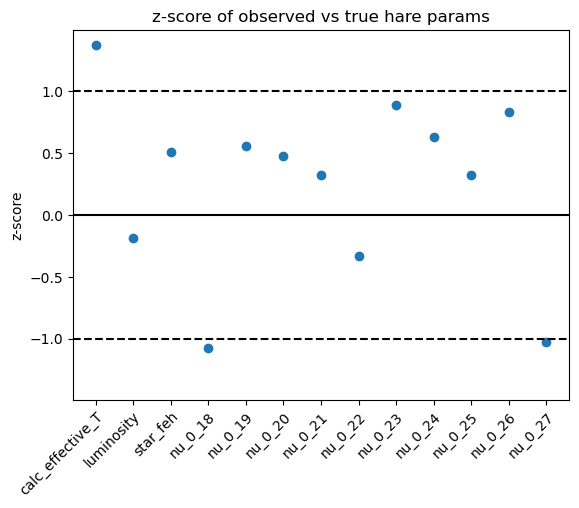 z-score of observed vs true hare params
z-score
1.0
0.5
0.0
−0.5
−1.0
calc_effective_T
luminosity
star_feh
nu_0_18
nu_0_19
nu_0_20
nu_0_21
nu_0_22
nu_0_23
nu_0_24
nu_0_25
nu_0_26
nu_0_27